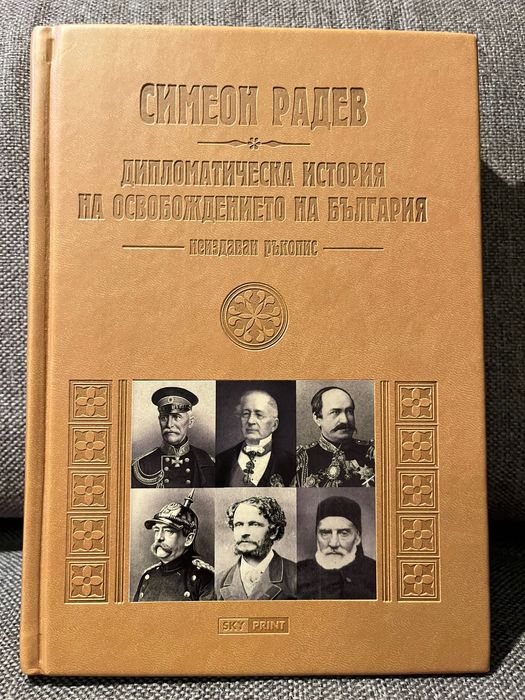 СИМЕОН РАДЕВ
ДИПЛОМАТИЧЕСКА ИСТОРИЯ
НА ОСВОБОЖДЕНИЕТО НА БЪЛГАРИЯ
НЕИЗДАВАН РЪКОПИС
SKY PRINT